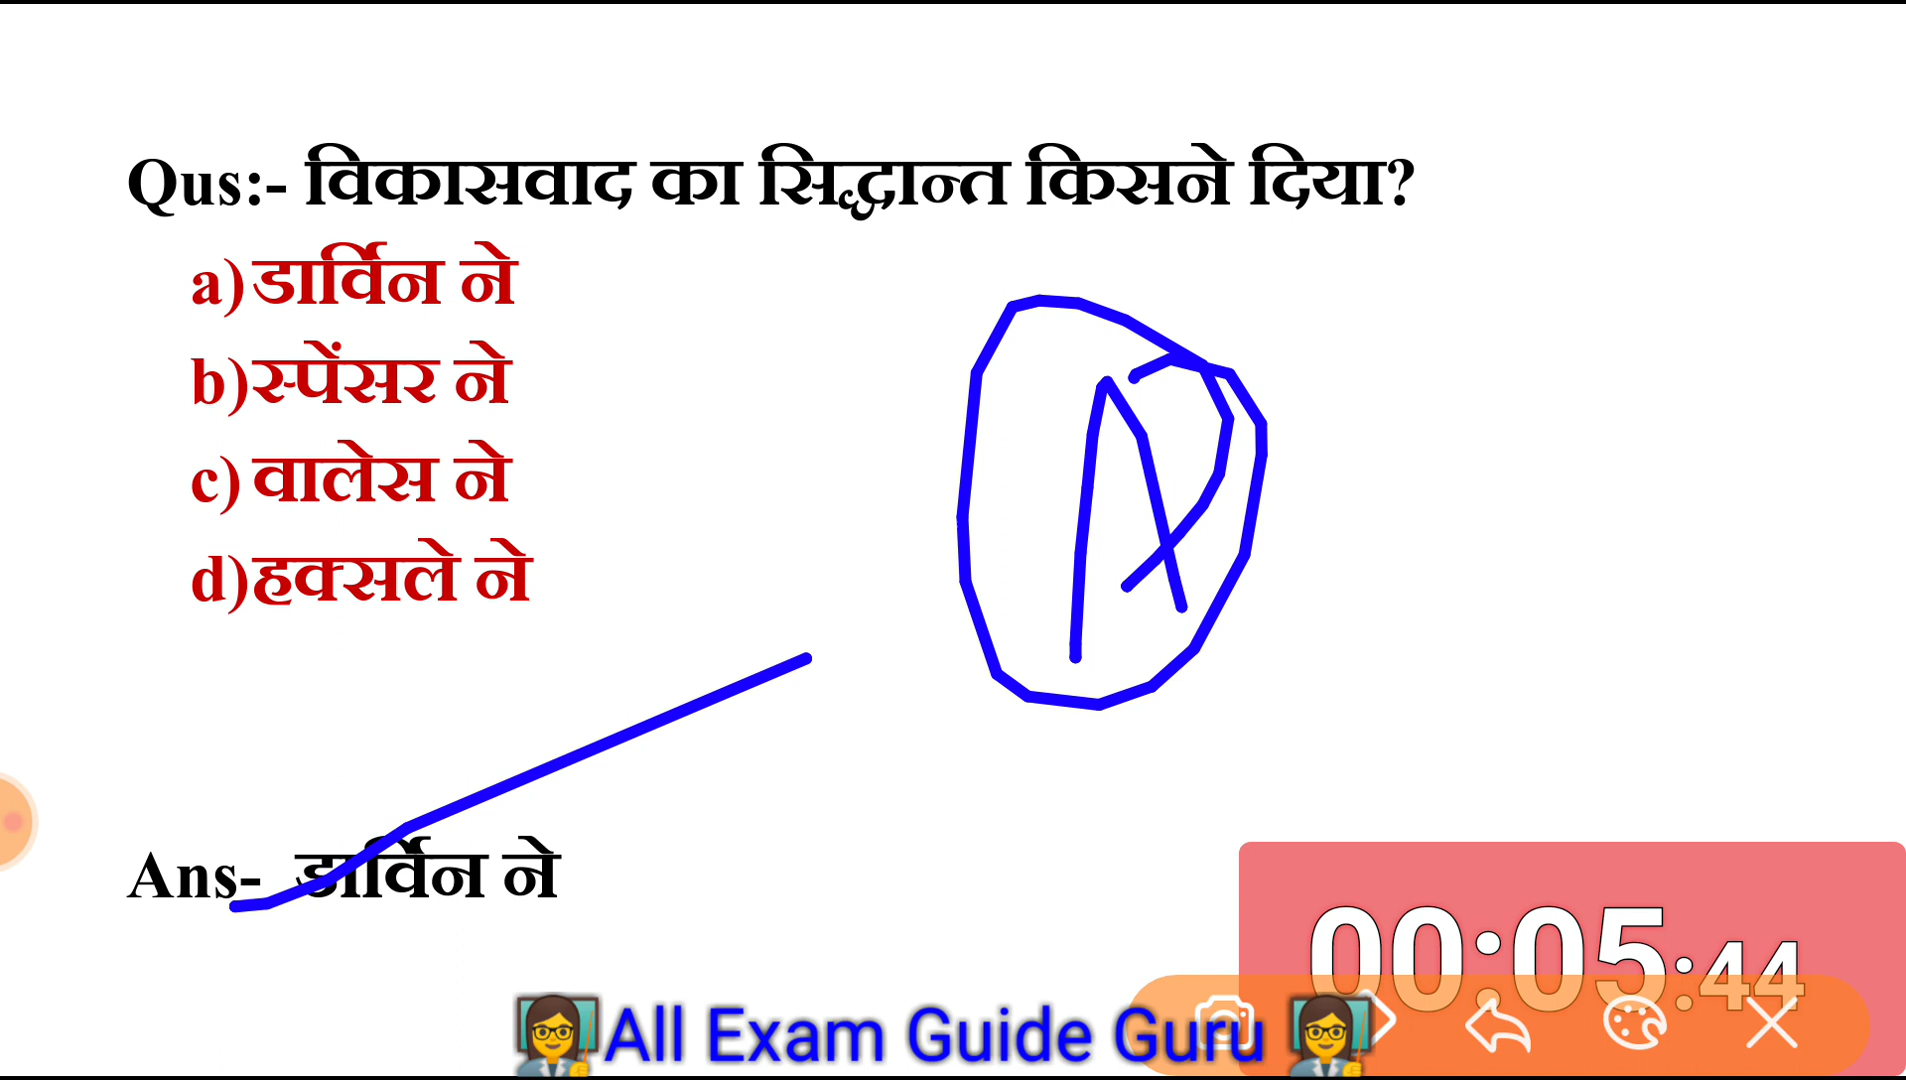 Qus:- विकासवाद का सिद्धान्त किसने दिया?
a) डार्विन ने
b) स्पेंसर ने
c) वालेस ने
d) हक्सले ने
A
Ans- डार्विन ने
00:05:44
All Exam Guide Guru